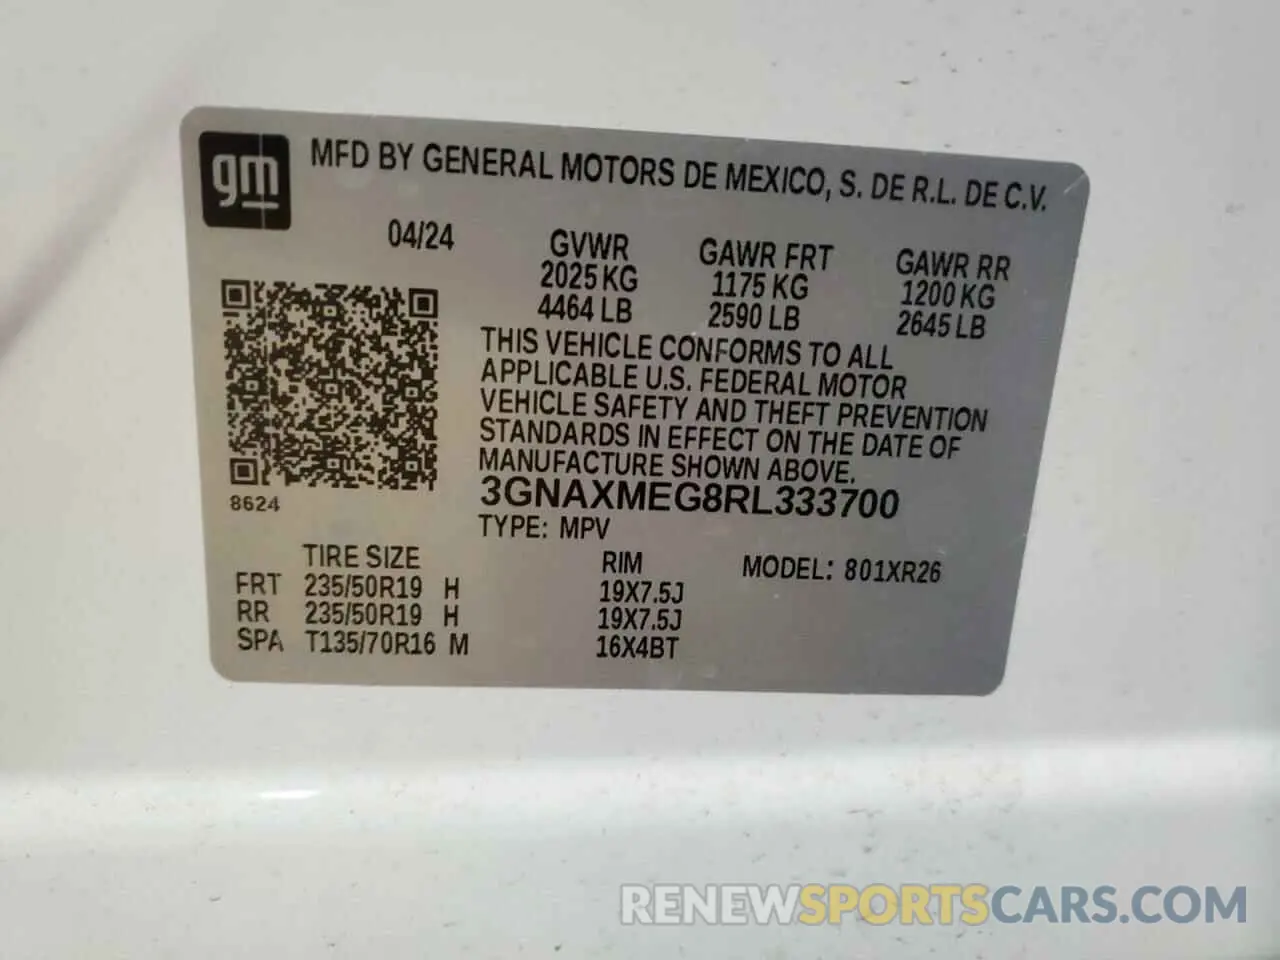 gm
MFD BY GENERAL MOTORS DE MEXICO, S. DE R.L. DE C.V.
04/24
GVWR
2025 KG
4464 LB
GAWR FRT
1175 KG
2590 LB
GAWR RR
1200 KG
2645 LB
THIS VEHICLE CONFORMS TO ALL
APPLICABLE U.S. FEDERAL MOTOR
VEHICLE SAFETY AND THEFT PREVENTION
STANDARDS IN EFFECT ON THE DATE OF
MANUFACTURE SHOWN ABOVE.
8624
3GNAXMEG8RL333700
TYPE: MPV
TIRE SIZE RIM MODEL: 801XR26
FRT 235/50R19 H 19X7.5J
RR 235/50R19 H 19X7.5J
SPA T135/70R16 M 16X4BT
RENEWSPORTSCARS.COM